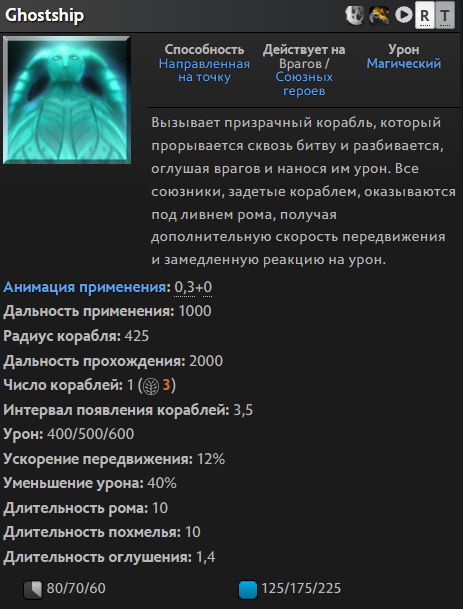 Ghostship
R T
Способность
Направленная
на точку
Действует на
Врагов /
Союзных
героев
Урон
Магический
Вызывает призрачный корабль, который
прорывается сквозь битву и разбивается,
оглушая врагов и нанося им урон. Все
союзники, задетые кораблем, оказываются
под ливнем рома, получая
дополнительную скорость передвижения
и замедленную реакцию на урон.
Анимация применения: 0,3+0
Дальность применения: 1000
Радиус корабля: 425
Дальность прохождения: 2000
Число кораблей: 1 (3)
Интервал появления кораблей: 3,5
Урон: 400/500/600
Ускорение передвижения: 12%
Уменьшение урона: 40%
Длительность рома: 10
Длительность похмелья: 10
Длительность оглушения: 1,4
80/70/60 125/175/225